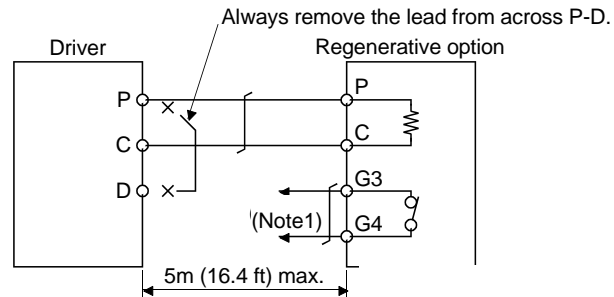 Always remove the lead from across P-D.
Driver
Regenerative option
P
P
C
C
D
G3
(Note1)
G4
5m (16.4 ft) max.